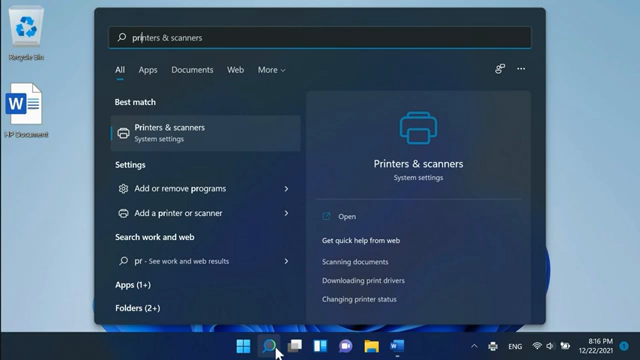 Recycle Bin
HP Document
printers & scanners
All Apps Documents Web More
Best match
Printers & scanners
System settings
Settings
Add or remove programs
Add a printer or scanner
Search work and web
pr - See work and web results
Apps (1+)
Folders (2+)
Printers & scanners
System settings
Open
Get quick help from web
Scanning documents
Downloading print drivers
Changing printer status
ENG
8:16 PM
12/22/2021
1